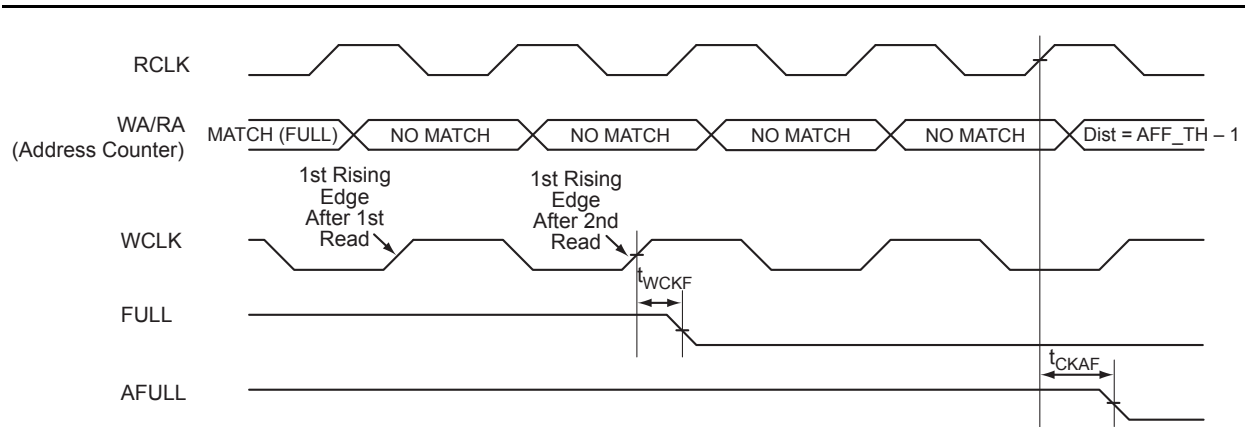 RCLK
WA/RA
(Address Counter)
MATCH (FULL)
NO MATCH
NO MATCH
NO MATCH
NO MATCH
Dist = AFF_TH – 1
1st Rising
Edge
After 1st
Read
1st Rising
Edge
After 2nd
Read
WCLK
tWCKF
FULL
tCKAF
AFULL